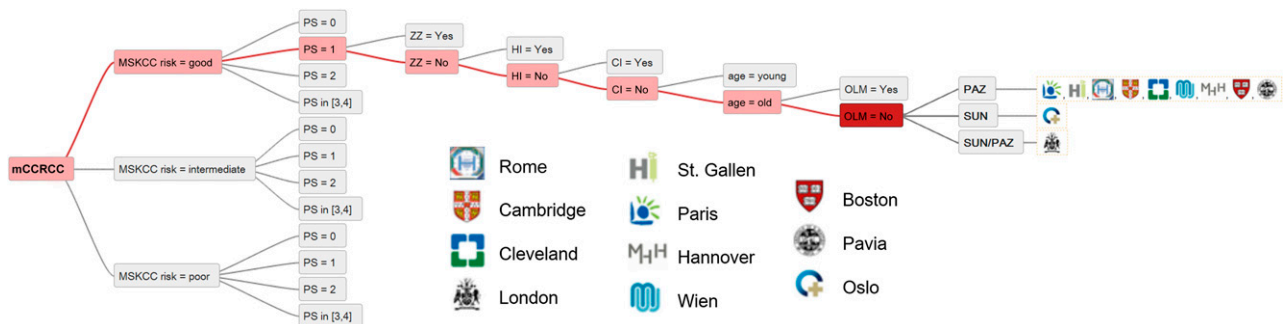 mCCRCC
MSKCC risk = good
PS = 0
PS = 1
PS = 2
PS in [3,4]
ZZ = Yes
ZZ = No
HI = Yes
HI = No
CI = Yes
CI = No
age = young
age = old
OLM = Yes
OLM = No
PAZ
HI
MHH
SUN
SUN/PAZ
MSKCC risk = intermediate
PS = 0
PS = 1
PS = 2
PS in [3,4]
MSKCC risk = poor
PS = 0
PS = 1
PS = 2
PS in [3,4]
Rome
Cambridge
Cleveland
London
HI St. Gallen
Paris
MHH Hannover
Wien
Boston
Pavia
Oslo